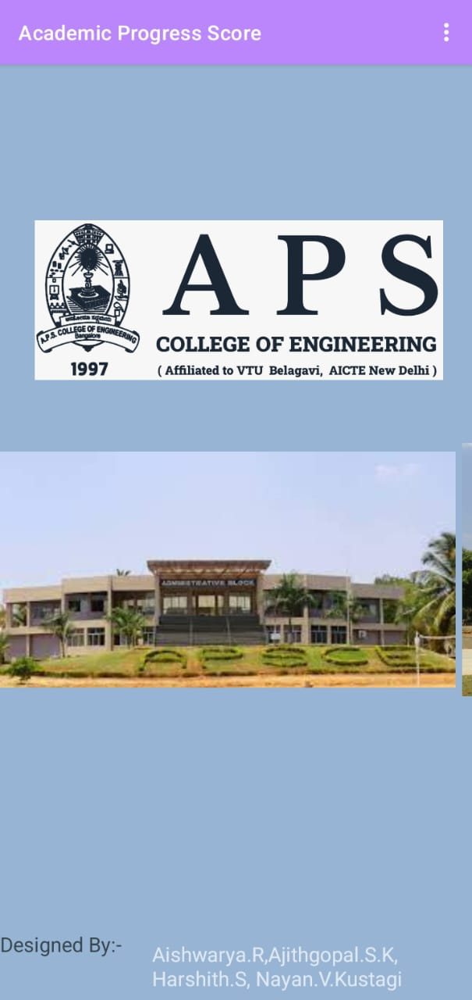 Academic Progress Score
A P S
COLLEGE OF ENGINEERING
( Affiliated to VTU Belagavi, AICTE New Delhi )
A.P.S. COLLEGE OF ENGINEERING
Bangalore
1997
ADMINISTRATIVE BLOCK
APSCE
Designed By:-
Aishwarya.R,Ajithgopal.S.K,
Harshith.S, Nayan.V.Kustagi